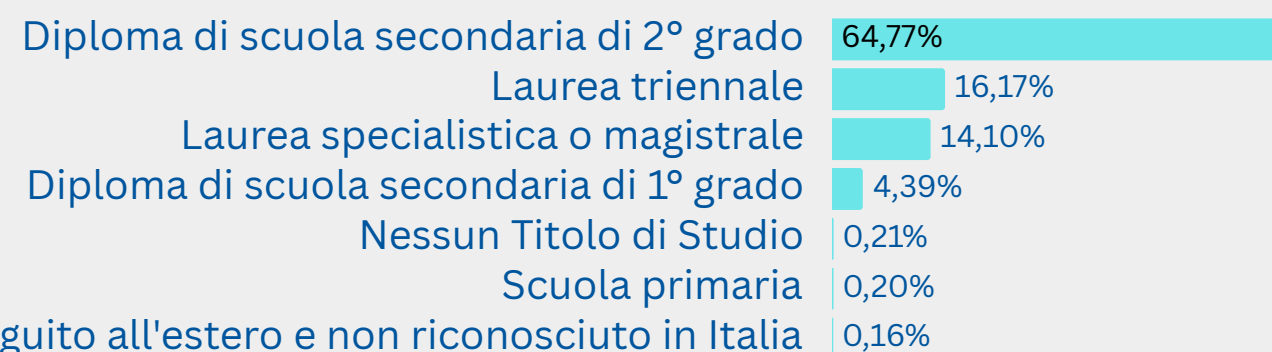 Diploma di scuola secondaria di 2° grado 64,77%
Laurea triennale 16,17%
Laurea specialistica o magistrale 14,10%
Diploma di scuola secondaria di 1° grado 4,39%
Nessun Titolo di Studio 0,21%
Scuola primaria 0,20%
guito all'estero e non riconosciuto in Italia 0,16%